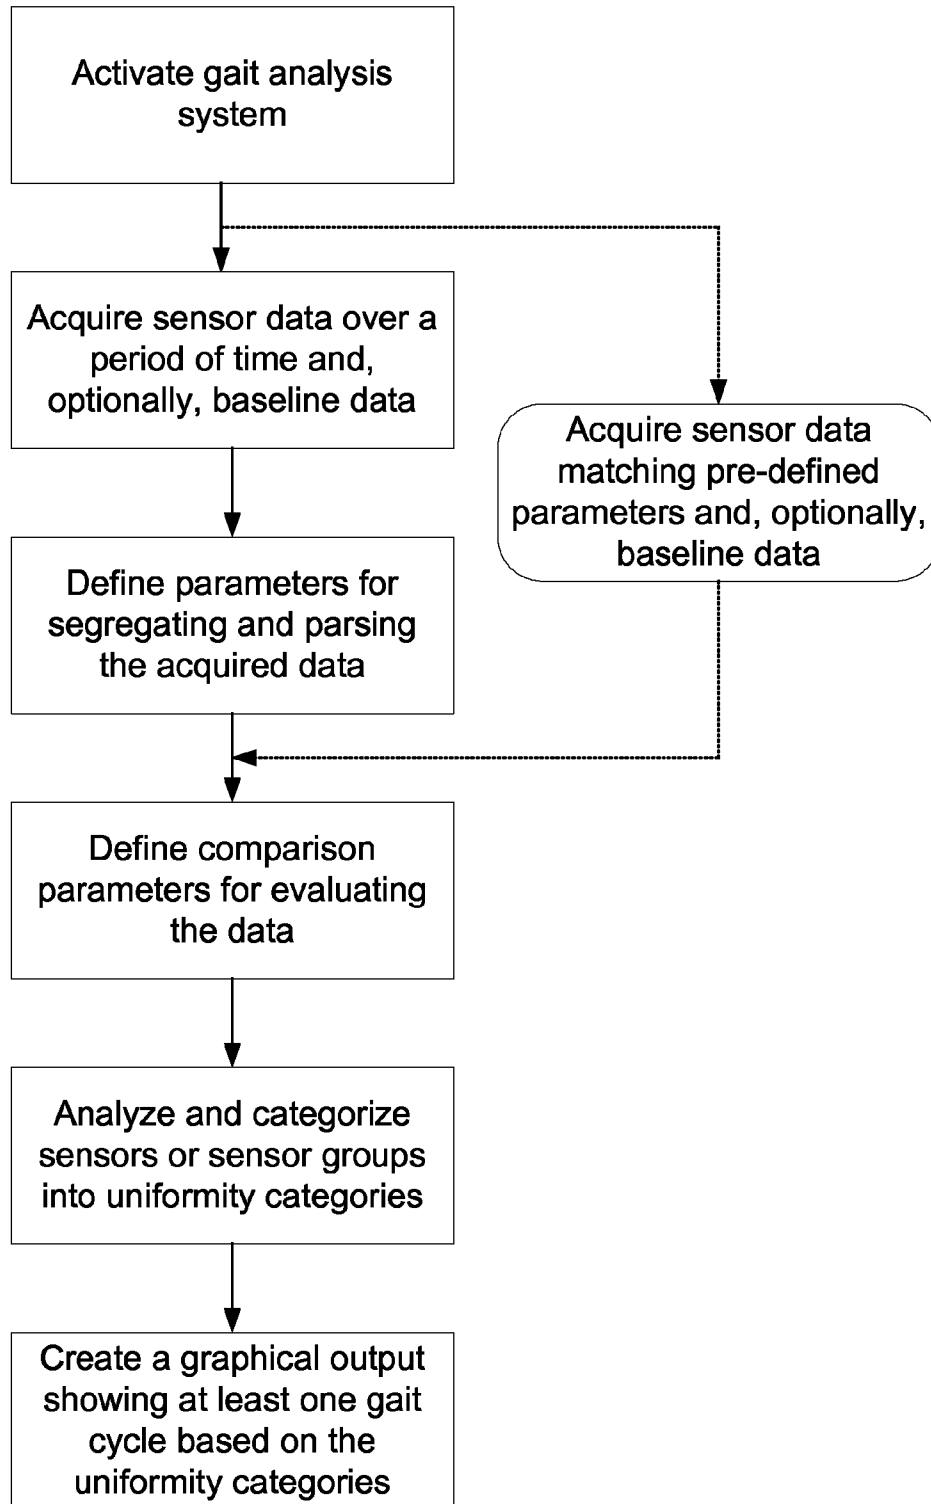 Activate gait analysis
system
Acquire sensor data over a
period of time and,
optionally, baseline data
Acquire sensor data
matching pre-defined
parameters and, optionally,
baseline data
Define parameters for
segregating and parsing
the acquired data
Define comparison
parameters for evaluating
the data
Analyze and categorize
sensors or sensor groups
into uniformity categories
Create a graphical output
showing at least one gait
cycle based on the
uniformity categories